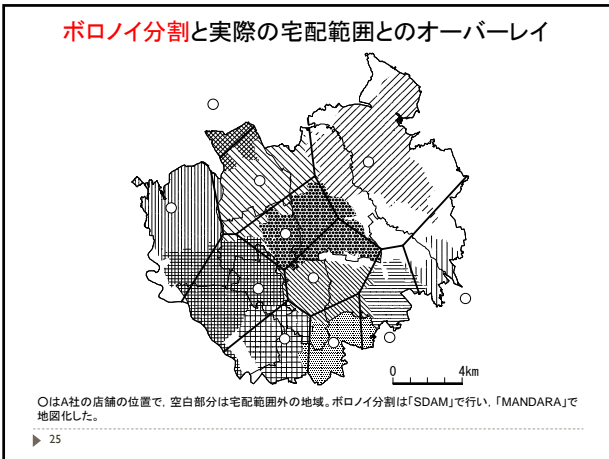 ボロノイ分割と実際の宅配範囲とのオーバーレイ
0 4km
○はA社の店舗の位置で，空白部分は宅配範囲外の地域。ボロノイ分割は「SDAM」で行い，「MANDARA」で
地図化した。
25